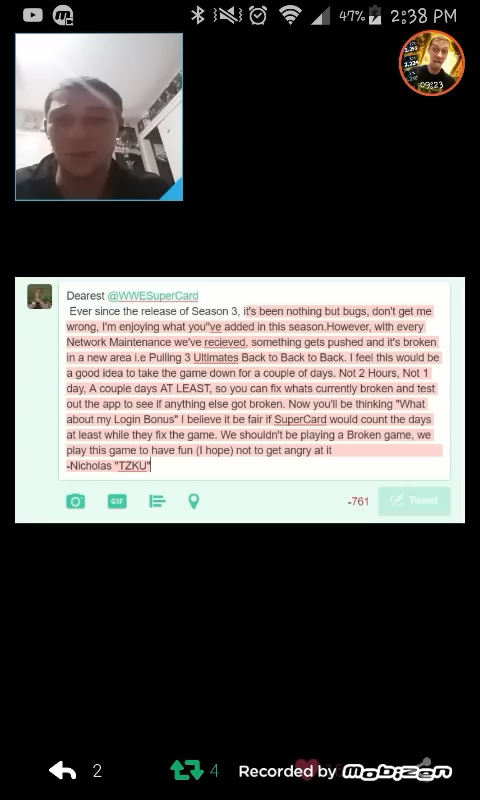 47% 2:38 PM
09:23
Dearest @WWESuperCard
Ever since the release of Season 3, it's been nothing but bugs, don't get me
wrong, I'm enjoying what you"ve added in this season.However, with every
Network Maintenance we've recieved, something gets pushed and it's broken
in a new area i.e Pulling 3 Ultimates Back to Back to Back. I feel this would be
a good idea to take the game down for a couple of days. Not 2 Hours, Not 1
day, A couple days AT LEAST, so you can fix whats currently broken and test
out the app to see if anything else got broken. Now you'll be thinking "What
about my Login Bonus" I believe it be fair if SuperCard would count the days
at least while they fix the game. We shouldn't be playing a Broken game, we
play this game to have fun (I hope) not to get angry at it
-Nicholas "TZKU"
GIF -761 Tweet
2 4 Recorded by Mobizen